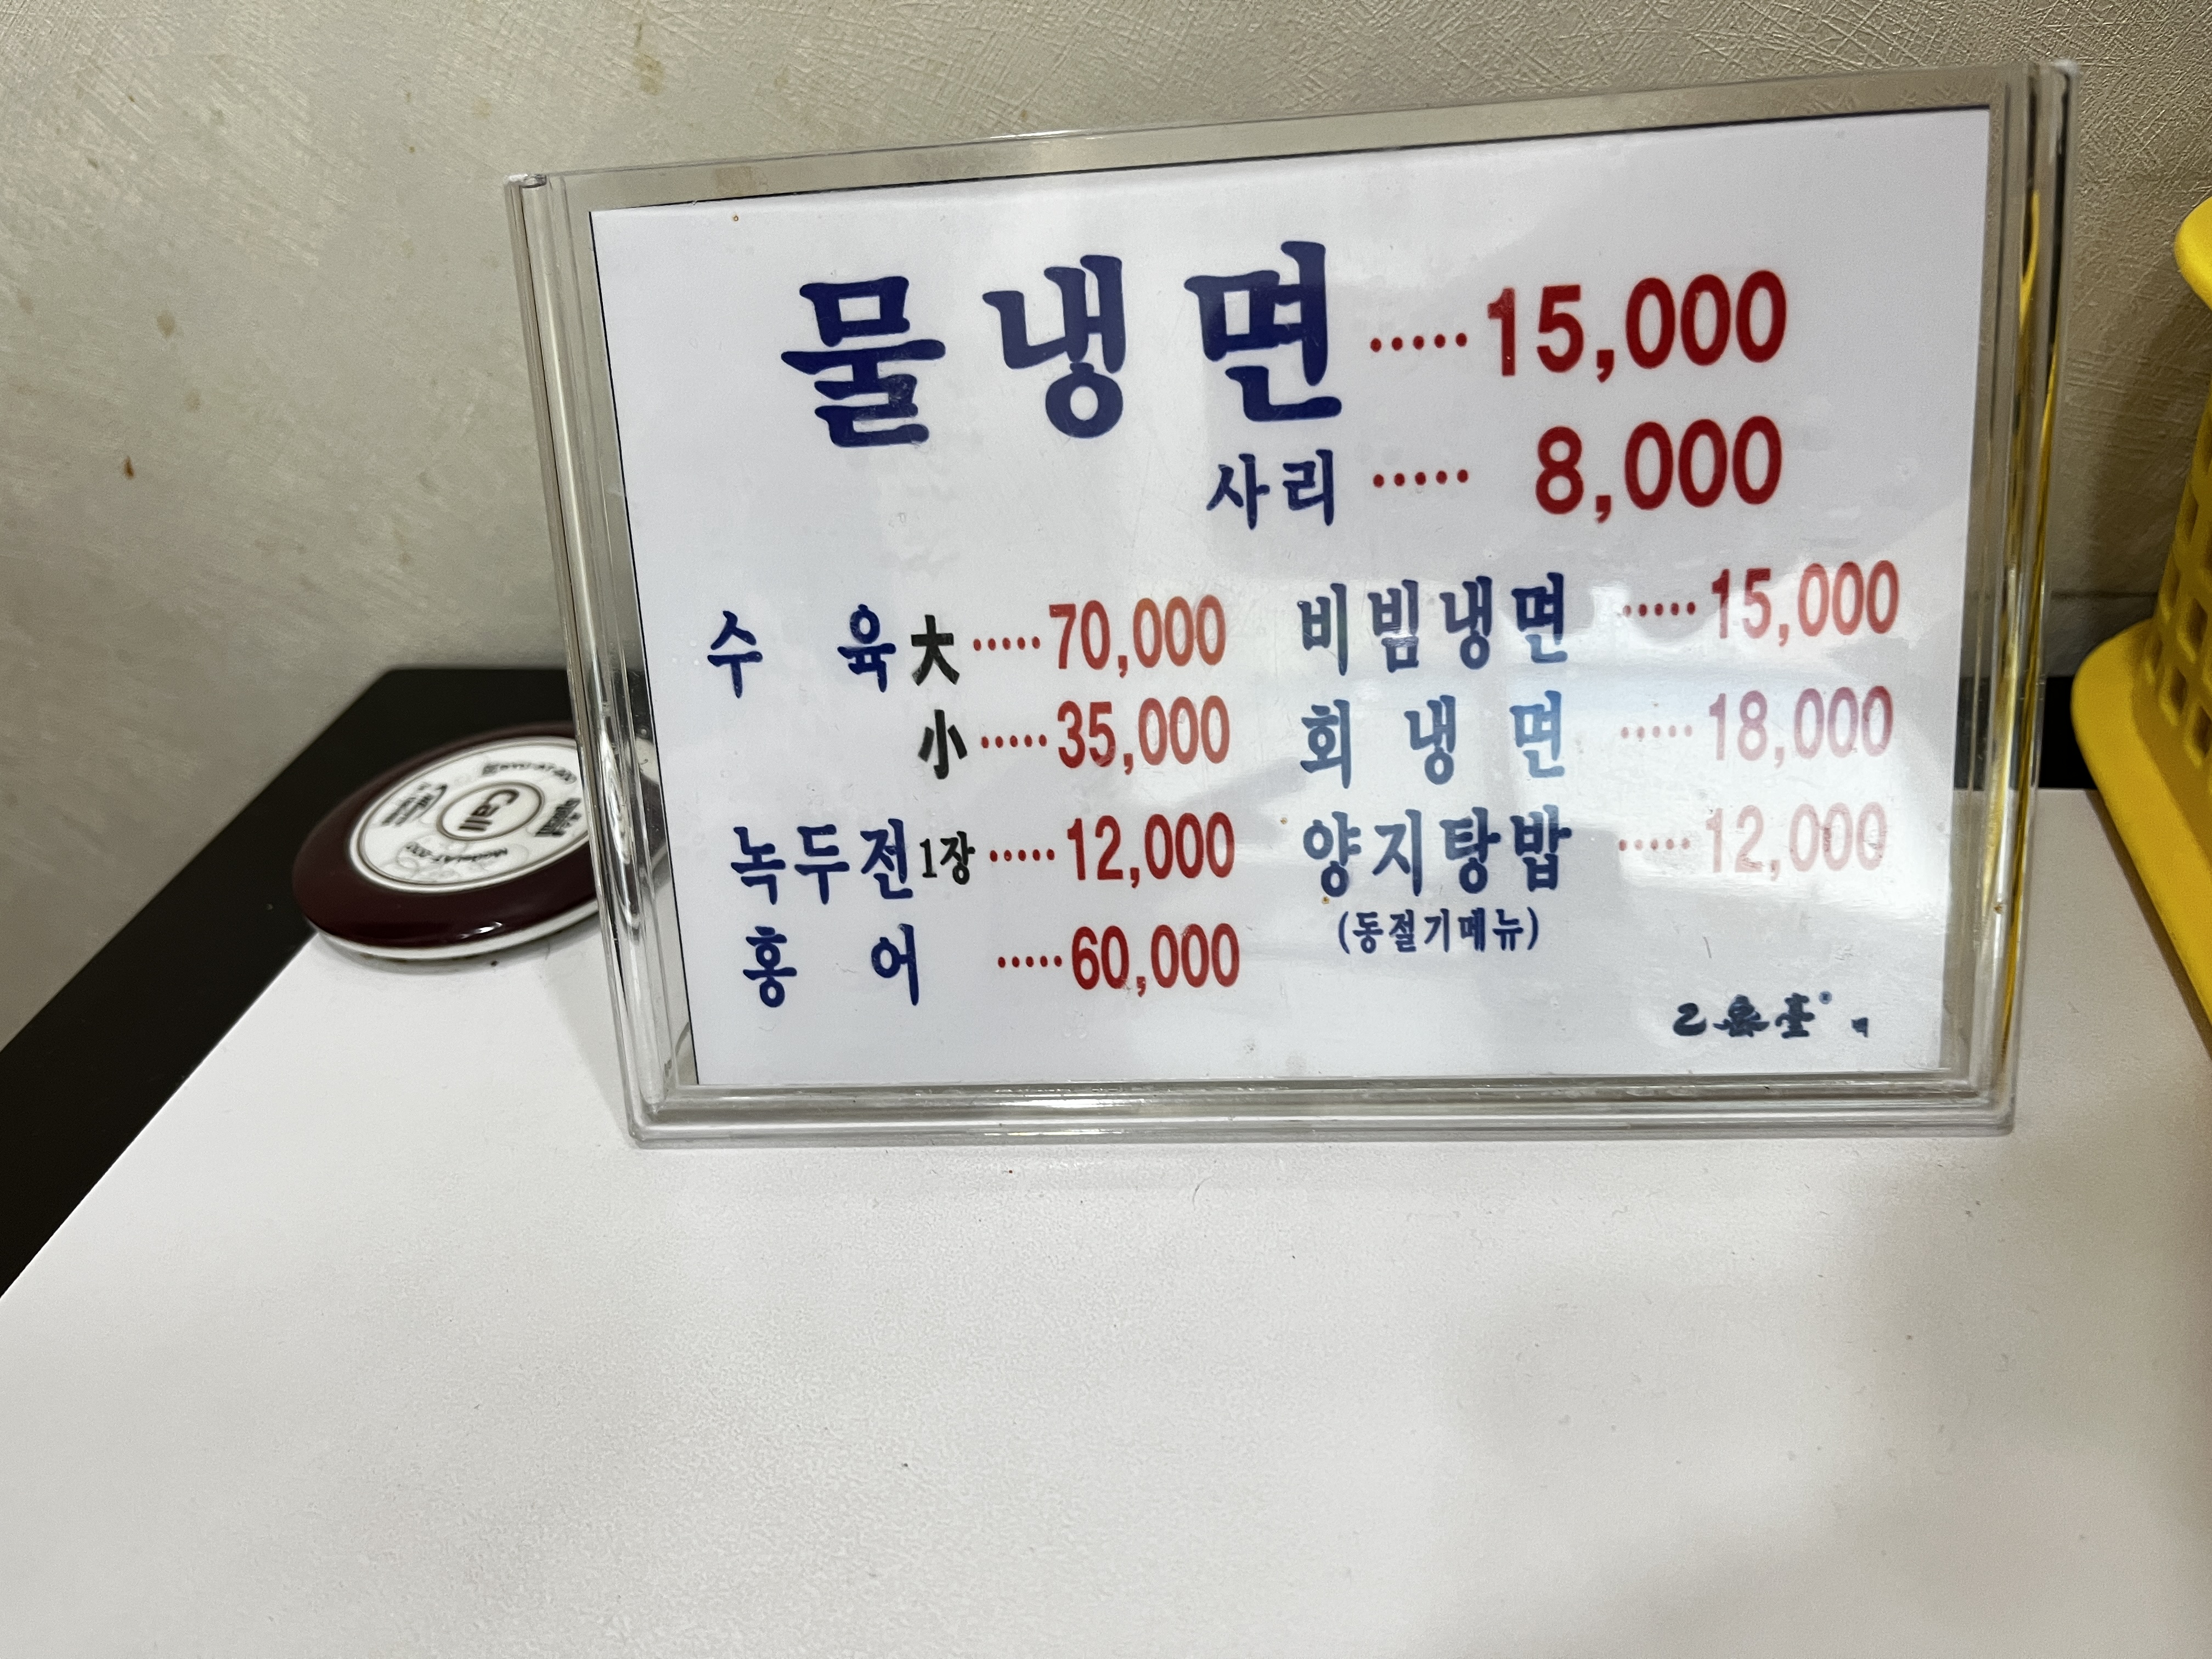 물냉면 ····· 15,000
사리 ····· 8,000
수 육 大 ····· 70,000
小 ····· 35,000
녹두전 1장 ····· 12,000
홍 어 ····· 60,000
비빔냉면 ····· 15,000
회 냉 면 ····· 18,000
양지탕밥 ····· 12,000
(동절기메뉴)
Call